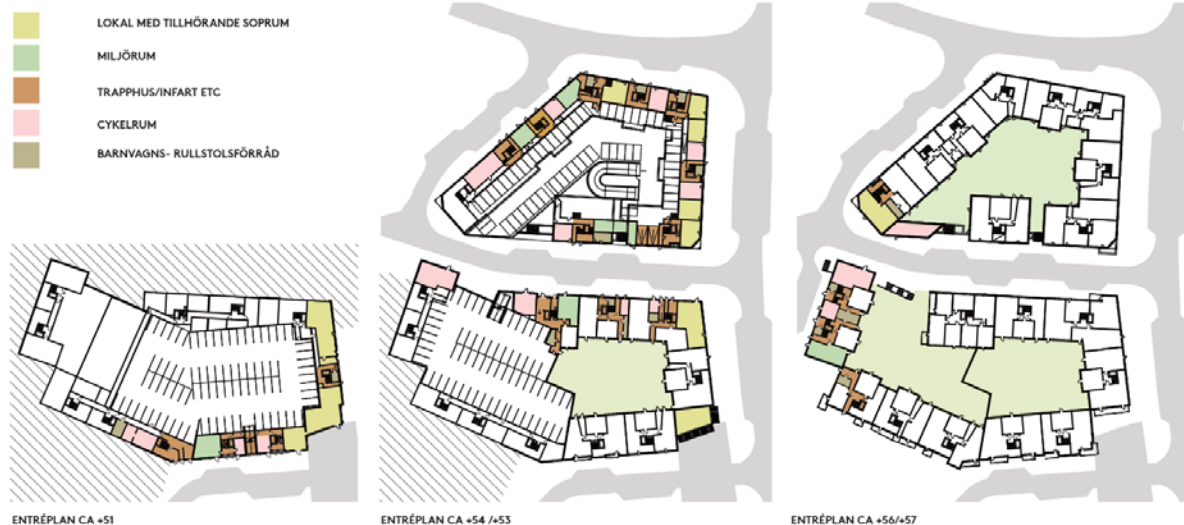 LOKAL MED TILLHÖRANDE SOPRUM
MILJÖRUM
TRAPPHUS/INFART ETC
CYKELRUM
BARNVAGNS- RULLSTOLSFÖRRÅD
ENTRÉPLAN CA +51
ENTRÉPLAN CA +54 /+53
ENTRÉPLAN CA +56/+57